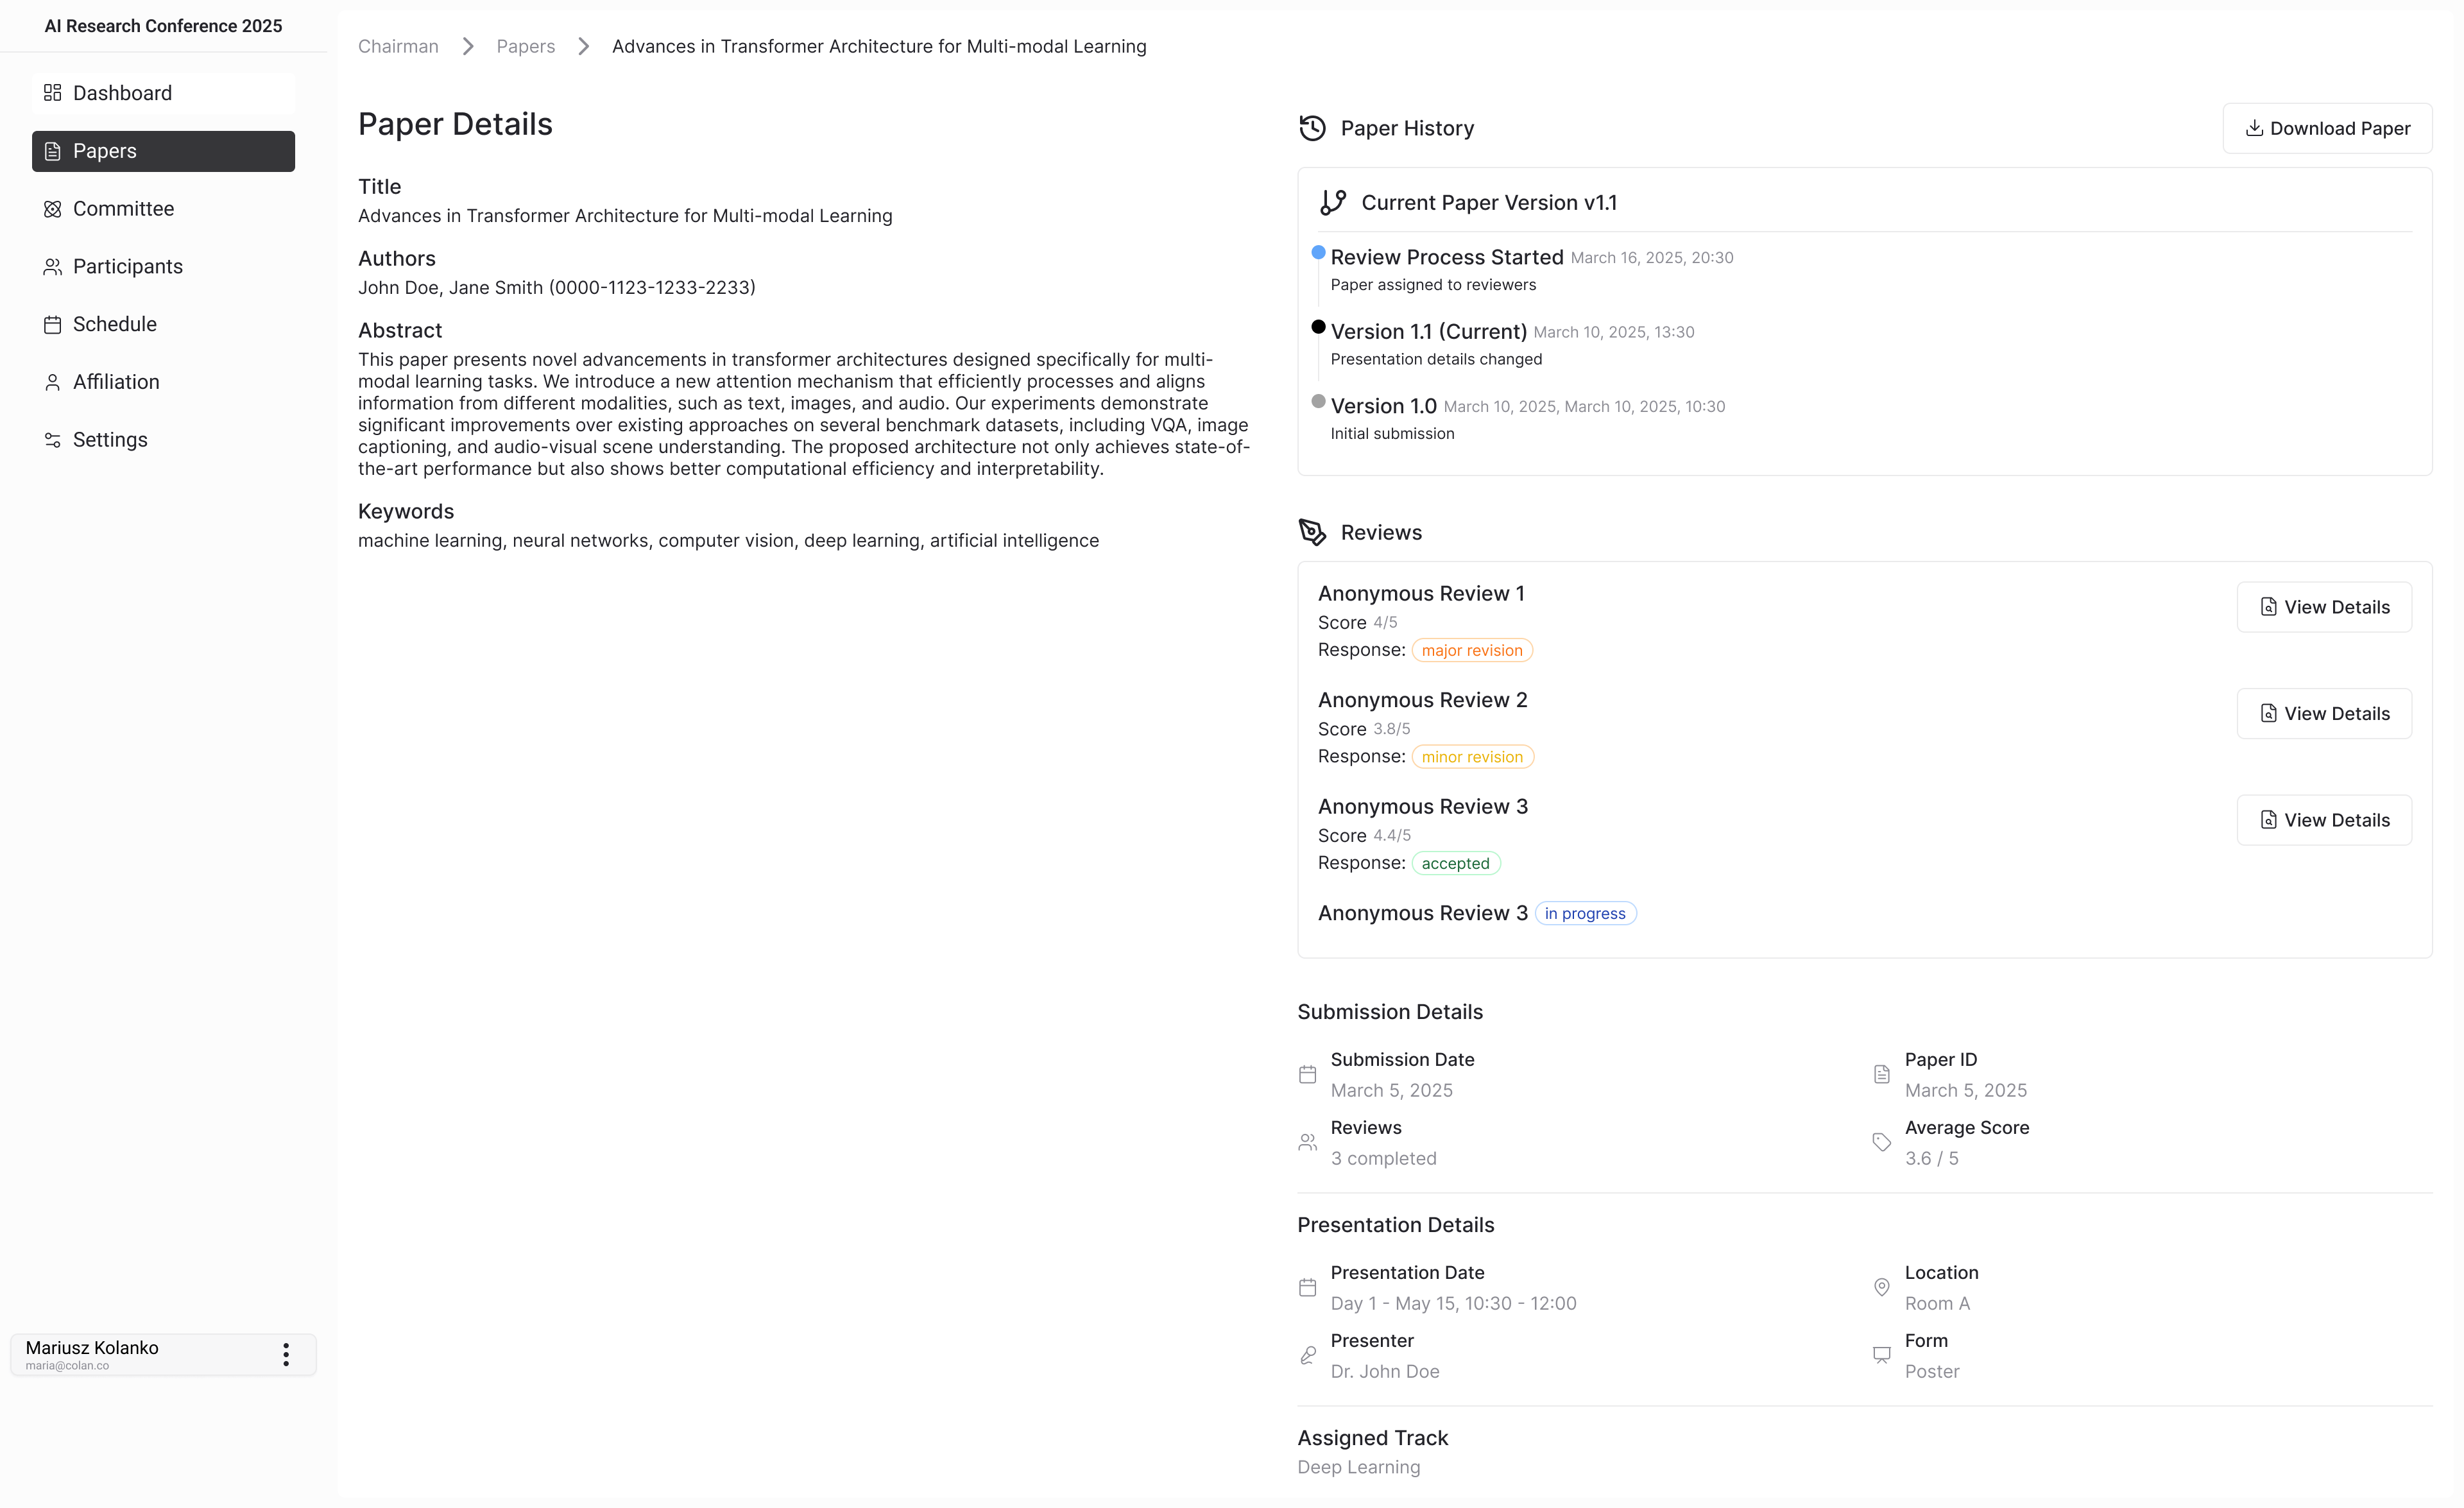 AI Research Conference 2025
Dashboard
Papers
Committee
Participants
Schedule
Affiliation
Settings
Mariusz Kolanko
maria@colan.co
Chairman
Papers
Advances in Transformer Architecture for Multi-modal Learning
Paper Details
Title
Advances in Transformer Architecture for Multi-modal Learning
Authors
John Doe, Jane Smith (0000-1123-1233-2233)
Abstract
This paper presents novel advancements in transformer architectures designed specifically for multi-
modal learning tasks. We introduce a new attention mechanism that efficiently processes and aligns
information from different modalities, such as text, images, and audio. Our experiments demonstrate
significant improvements over existing approaches on several benchmark datasets, including VQA, image
captioning, and audio-visual scene understanding. The proposed architecture not only achieves state-of-
the-art performance but also shows better computational efficiency and interpretability.
Keywords
machine learning, neural networks, computer vision, deep learning, artificial intelligence
Paper History
Download Paper
Current Paper Version v1.1
Review Process Started March 16, 2025, 20:30
Paper assigned to reviewers
Version 1.1 (Current) March 10, 2025, 13:30
Presentation details changed
Version 1.0 March 10, 2025, March 10, 2025, 10:30
Initial submission
Reviews
Anonymous Review 1
Score 4/5
Response: major revision
View Details
Anonymous Review 2
Score 3.8/5
Response: minor revision
View Details
Anonymous Review 3
Score 4.4/5
Response: accepted
View Details
Anonymous Review 3 in progress
Submission Details
Submission Date
March 5, 2025
Paper ID
March 5, 2025
Reviews
3 completed
Average Score
3.6 / 5
Presentation Details
Presentation Date
Day 1 - May 15, 10:30 - 12:00
Location
Room A
Presenter
Dr. John Doe
Form
Poster
Assigned Track
Deep Learning